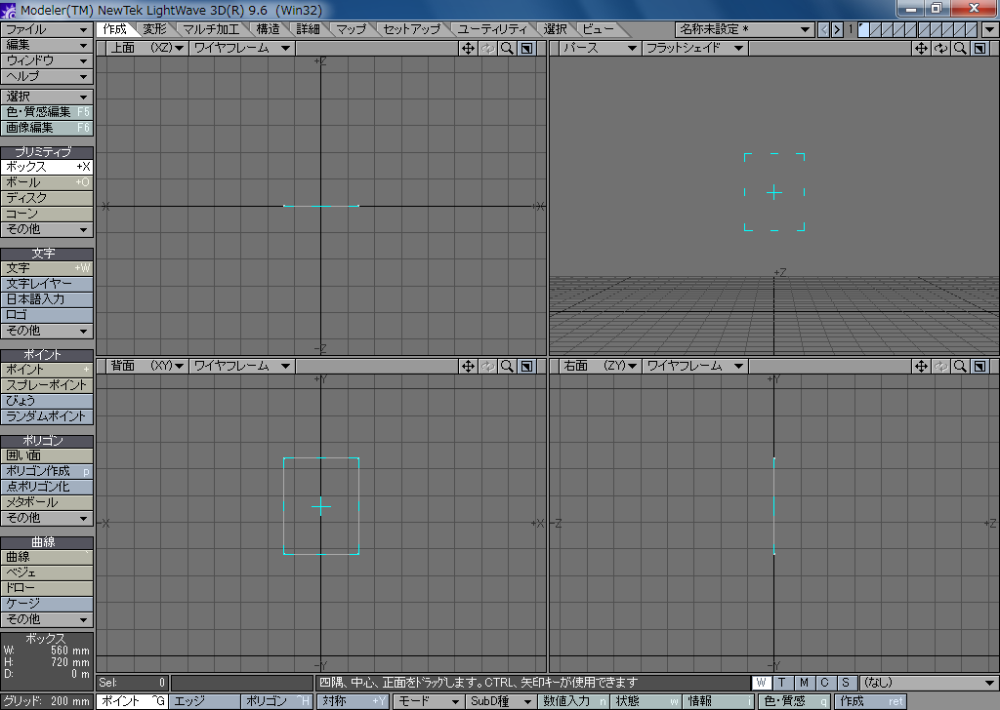 Modeler(TM) NewTek LightWave 3D(R) 9.6 (Win32)
ファイル 作成 変形 マルチ加工 構造 詳細 マップ セットアップ ユーティリティ 選択 ビュー 名称未設定 * 1
編集 上面 (XZ) ワイヤフレーム パース フラットシェイド
ウィンドウ
ヘルプ
選択
色・質感編集 F5
画像編集 F6
プリミティブ
ボックス +X
ボール +O
ディスク
コーン
その他
文字
文字 +W
文字レイヤー
日本語入力
ロゴ
その他
ポイント
ポイント +
スプレーポイント
びょう
ランダムポイント
ポリゴン
囲い面
ポリゴン作成 p
点ポリゴン化
メタボール
その他
曲線
曲線
ベジェ
ドロー
ケージ
その他
ボックス
W: 560 mm
H: 720 mm
D: 0 m
グリッド: 200 mm
+Z
-X +X
-Z
+Z
背面 (XY) ワイヤフレーム
+Y
-X +X
-Y
右面 (ZY) ワイヤフレーム
+Y
-Z +Z
-Y
Sel: 0 四隅、中心、正面をドラッグします。CTRL、矢印キーが使用できます W T M C S (なし)
ポイント ^G エッジ ポリゴン ^H 対称 +Y モード SubD種 数値入力 n 状態 w 情報 i 色・質感 q 作成 ret